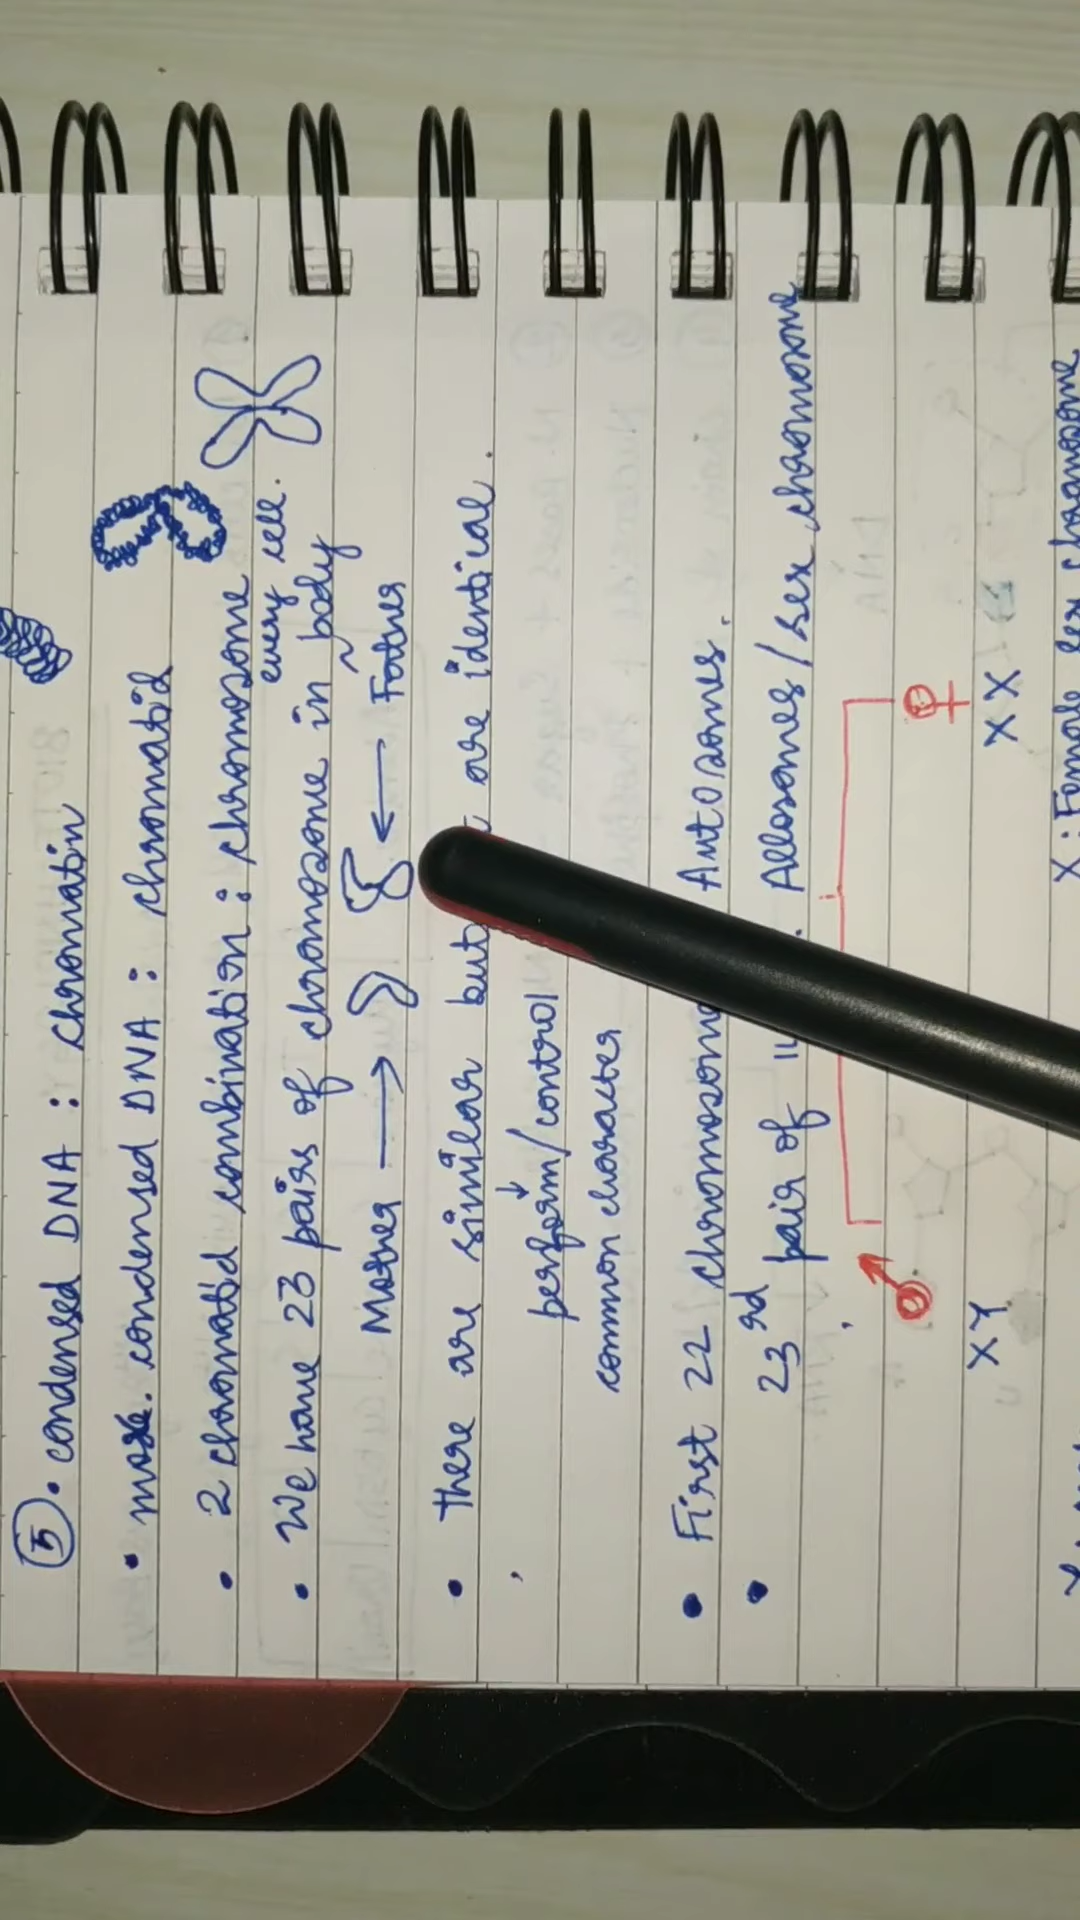 5 • condensed DNA : chromatin
• more condensed DNA : chromatid
• 2 chromatid combination : chromosome
every cell.
• We have 23 pairs of chromosome in body
Mother → ← Father
• There are similar but are identical.
perform/control
common character
• First 22 chromosome Autosomes.
• 23rd pair of Allosomes/sex chromosome
♂ ♀
XY XX
X : Female sex chromosome